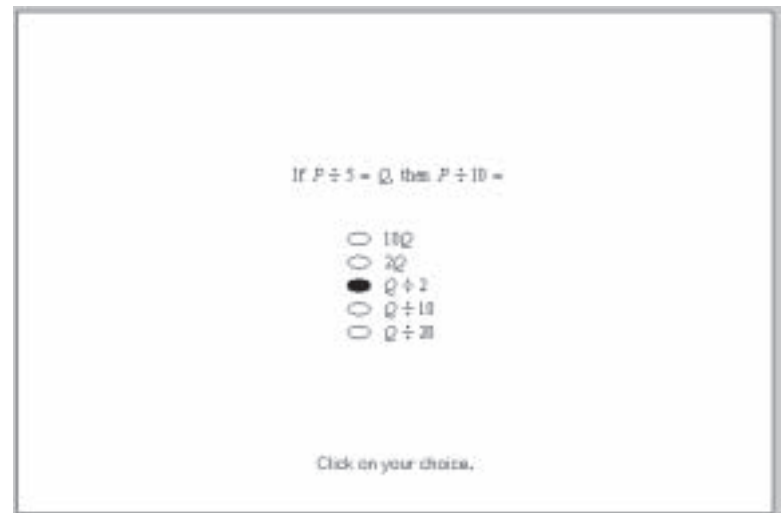 If P ÷ 5 = Q, then P ÷ 10 =
10Q
2Q
Q ÷ 2
Q ÷ 10
Q ÷ 20
Click on your choice.